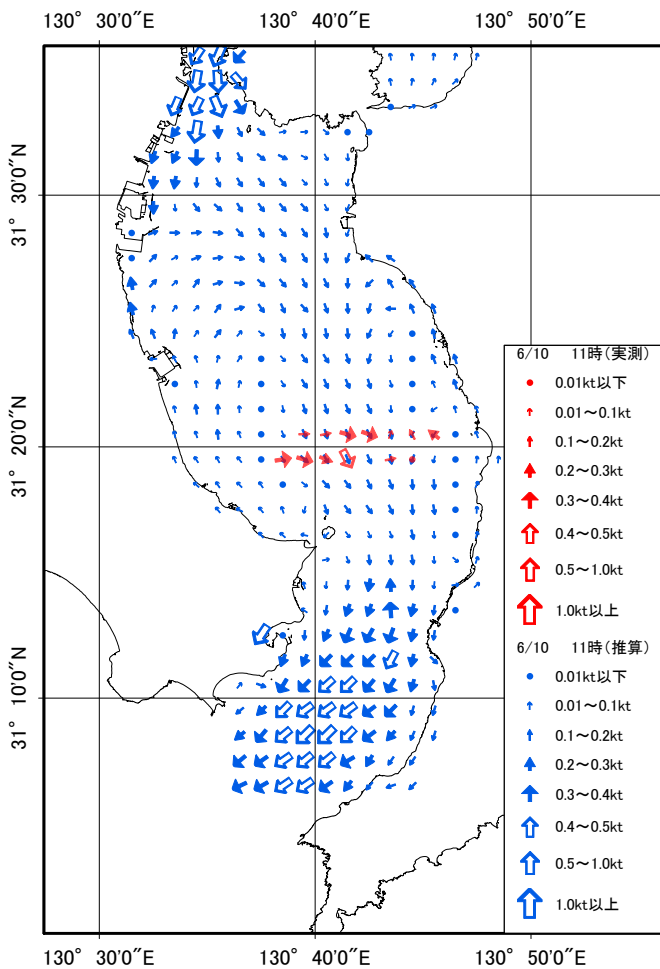 130° 30′0″E 130° 40′0″E 130° 50′0″E
31° 30′0″N
31° 20′0″N
31° 10′0″N
6/10 11時(実測)
0.01kt以下
0.01～0.1kt
0.1～0.2kt
0.2～0.3kt
0.3～0.4kt
0.4～0.5kt
0.5～1.0kt
1.0kt以上
6/10 11時(推算)
0.01kt以下
0.01～0.1kt
0.1～0.2kt
0.2～0.3kt
0.3～0.4kt
0.4～0.5kt
0.5～1.0kt
1.0kt以上
130° 30′0″E 130° 40′0″E 130° 50′0″E